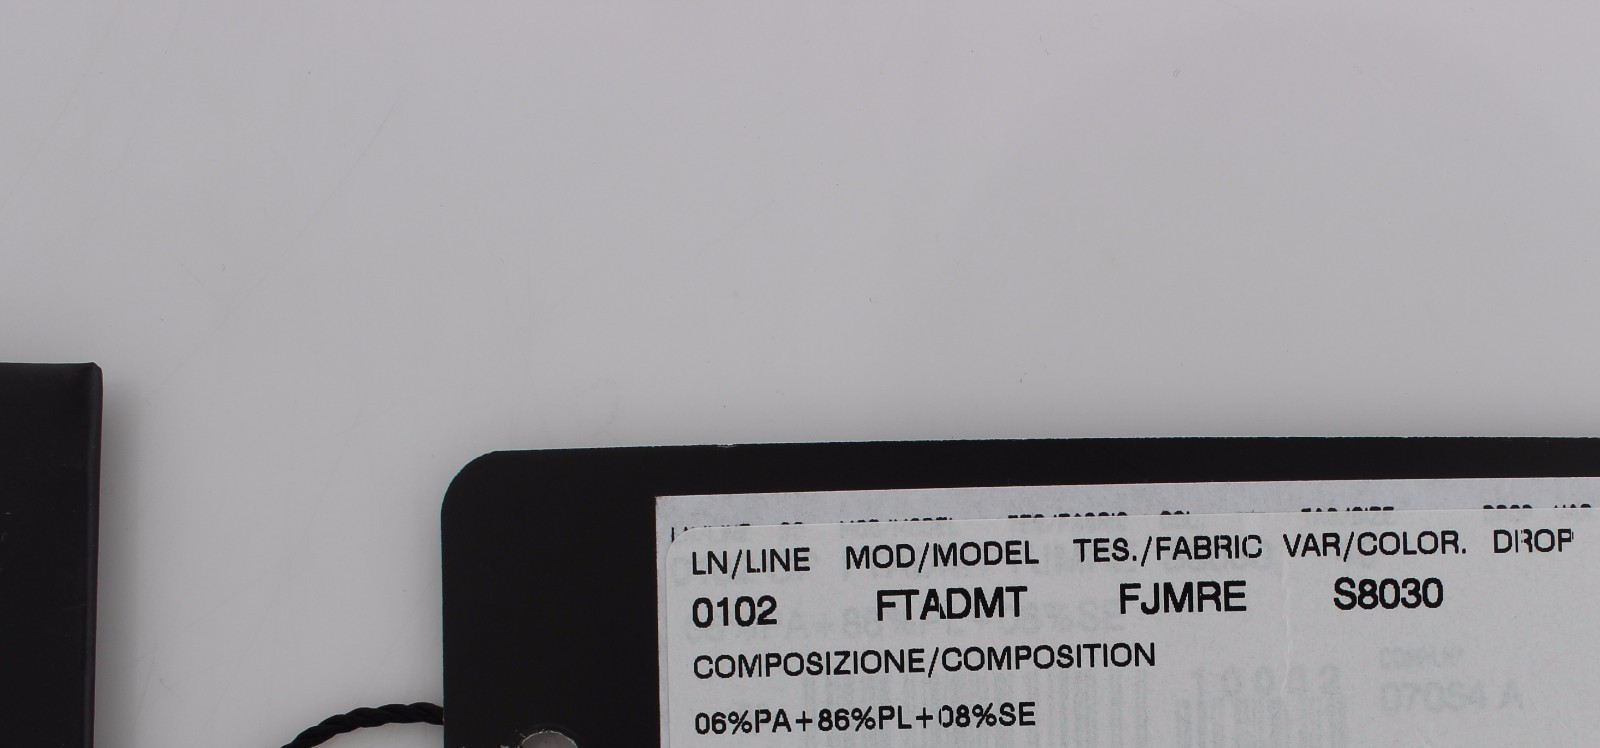 LN/LINE MOD/MODEL TES./FABRIC VAR/COLOR. DROP
0102 FTADMT FJMRE S8030
COMPOSIZIONE/COMPOSITION
06%PA+86%PL+08%SE